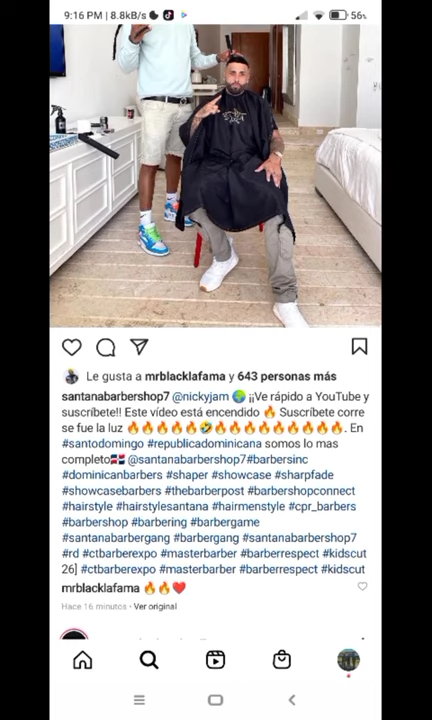 9:16 PM | 8.8kB/s
56%
Le gusta a mrblacklafama y 643 personas más
santanabarbershop7 @nickyjam 🌍 ¡¡Ve rápido a YouTube y
suscríbete!! Este vídeo está encendido 🔥 Suscríbete corre
se fue la luz 🔥🔥🔥🔥🔥🤣🔥🔥🔥🔥🔥🔥🔥🔥🔥. En
#santodomingo #republicadominicana somos lo mas
completo🇩🇴 @santanabarbershop7#barbersinc
#dominicanbarbers #shaper #showcase #sharpfade
#showcasebarbers #thebarberpost #barbershopconnect
#hairstyle #hairstylesantana #hairmenstyle #cpr_barbers
#barbershop #barbering #barbergame
#santanabarbergang #barbergang #santanabarbershop7
#rd #ctbarberexpo #masterbarber #barberrespect #kidscut
26] #ctbarberexpo #masterbarber #barberrespect #kidscut
mrblacklafama 🔥🔥❤️
Hace 16 minutos • Ver original